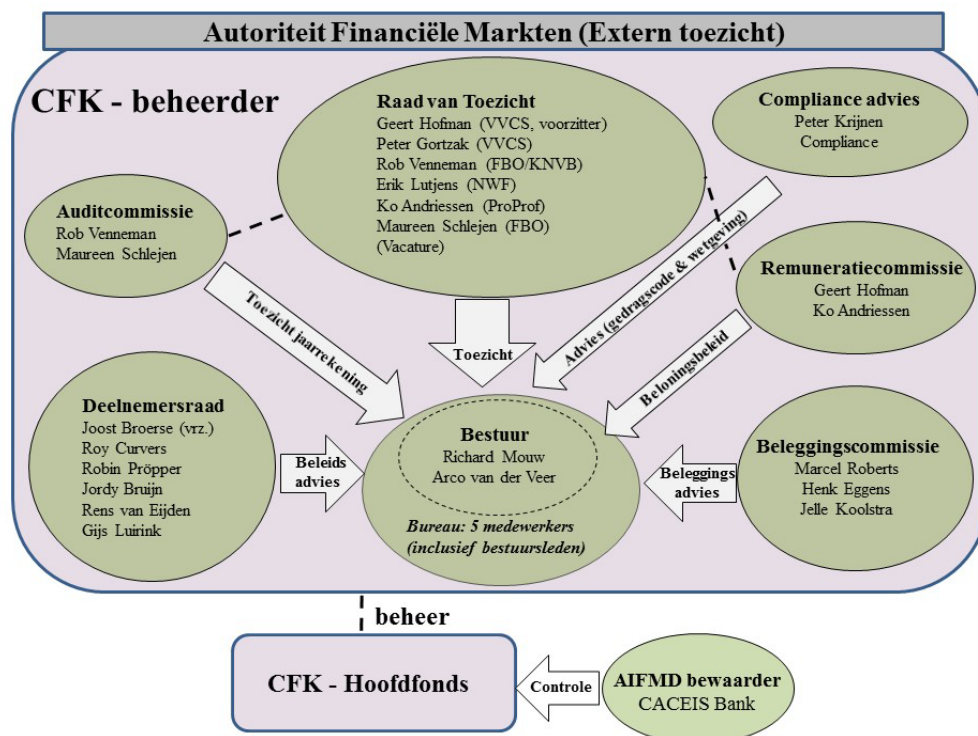 Autoriteit Financiële Markten (Extern toezicht)
CFK - beheerder
Raad van Toezicht
Geert Hofman (VVCS, voorzitter)
Peter Gortzak (VVCS)
Rob Venneman (FBO/KNVB)
Erik Lutjens (NWF)
Ko Andriessen (ProProf)
Maureen Schlejen (FBO)
(Vacature)
Compliance advies
Peter Krijnen
Compliance
Auditcommissie
Rob Venneman
Maureen Schlejen
Remuneratiecommissie
Geert Hofman
Ko Andriessen
Toezicht jaarrekening
Toezicht
Advies (gedragscode & wetgeving)
Beloningsbeleid
Deelnemersraad
Joost Broerse (vrz.)
Roy Curvers
Robin Pröpper
Jordy Bruijn
Rens van Eijden
Gijs Luirink
Beleids
advies
Bestuur
Richard Mouw
Arco van der Veer
Bureau: 5 medewerkers
(inclusief bestuursleden)
Beleggings
advies
Beleggingscommissie
Marcel Roberts
Henk Eggens
Jelle Koolstra
beheer
CFK - Hoofdfonds
Controle
AIFMD bewaarder
CACEIS Bank